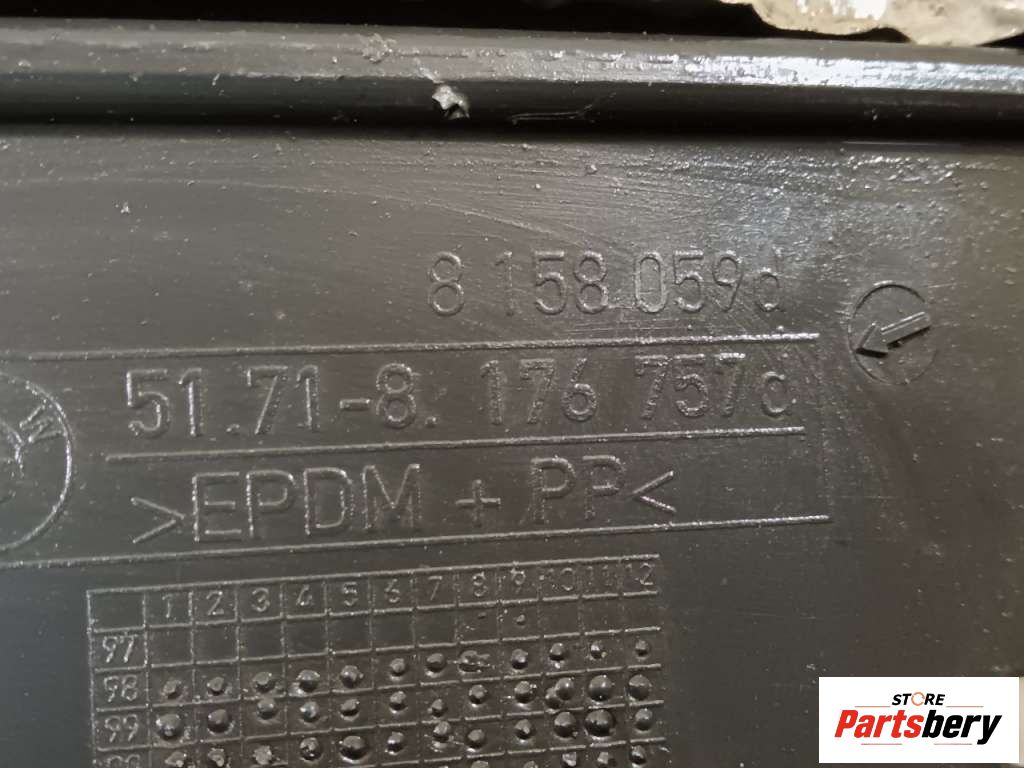 8 158 059d
51.71-8. 176 757c
M
>EPDM + PP<
1 2 3 4 5 6 7 8 9 10 11 12
97
98
99
STORE
Partsbery